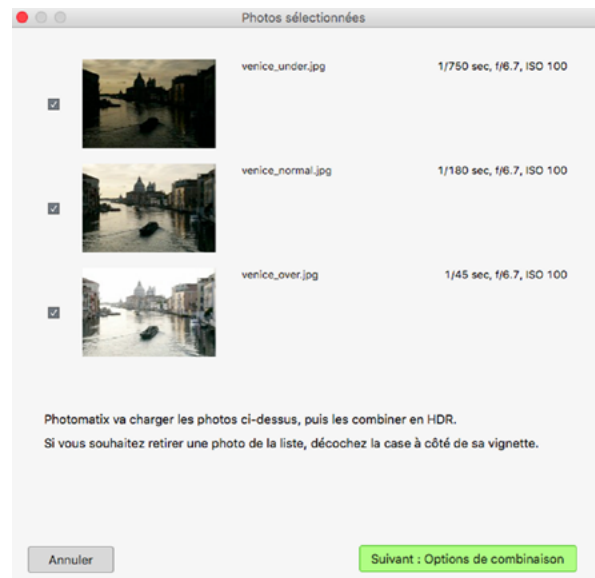 Photos sélectionnées
venice_under.jpg 1/750 sec, f/6.7, ISO 100
venice_normal.jpg 1/180 sec, f/6.7, ISO 100
venice_over.jpg 1/45 sec, f/6.7, ISO 100
Photomatix va charger les photos ci-dessus, puis les combiner en HDR.
Si vous souhaitez retirer une photo de la liste, décochez la case à côté de sa vignette.
Annuler Suivant : Options de combinaison